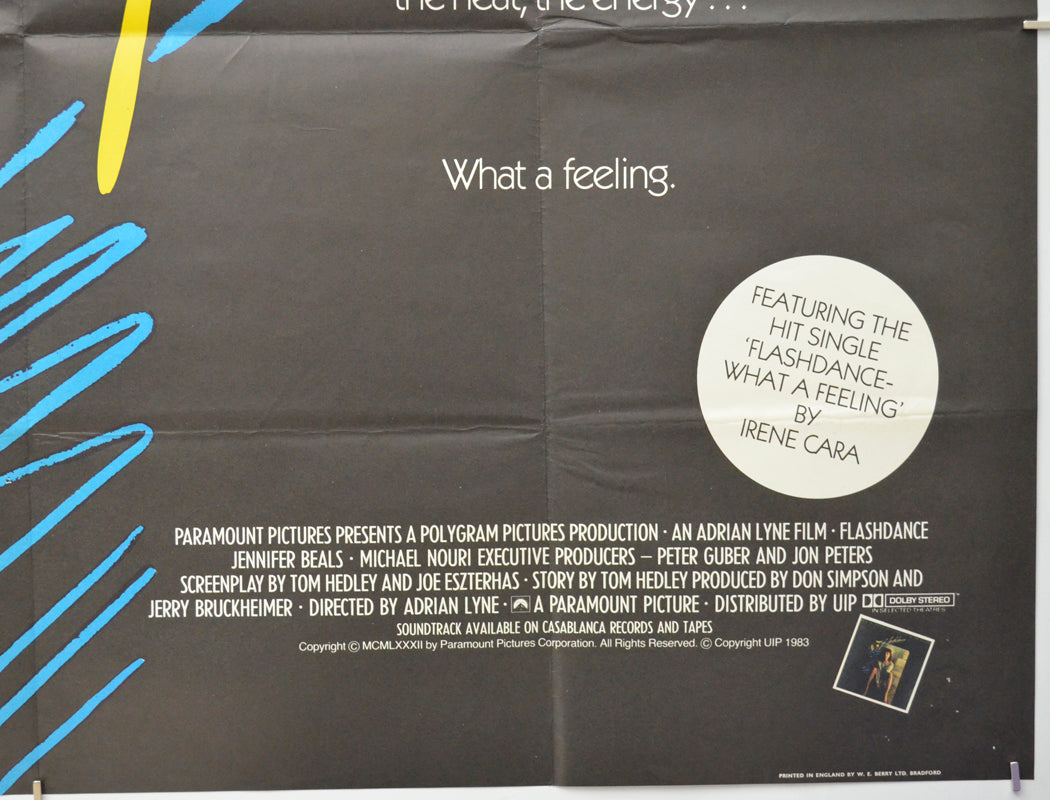 the heat, the energy . . .
What a feeling.
FEATURING THE
HIT SINGLE
'FLASHDANCE-
WHAT A FEELING'
BY
IRENE CARA
PARAMOUNT PICTURES PRESENTS A POLYGRAM PICTURES PRODUCTION · AN ADRIAN LYNE FILM · FLASHDANCE
JENNIFER BEALS · MICHAEL NOURI EXECUTIVE PRODUCERS – PETER GUBER AND JON PETERS
SCREENPLAY BY TOM HEDLEY AND JOE ESZTERHAS · STORY BY TOM HEDLEY PRODUCED BY DON SIMPSON AND
JERRY BRUCKHEIMER · DIRECTED BY ADRIAN LYNE · A PARAMOUNT PICTURE · DISTRIBUTED BY UIP DOLBY STEREO
IN SELECTED THEATRES
SOUNDTRACK AVAILABLE ON CASABLANCA RECORDS AND TAPES
Copyright © MCMLXXXII by Paramount Pictures Corporation. All Rights Reserved. © Copyright UIP 1983
PRINTED IN ENGLAND BY W. E. BERRY LTD. BRADFORD